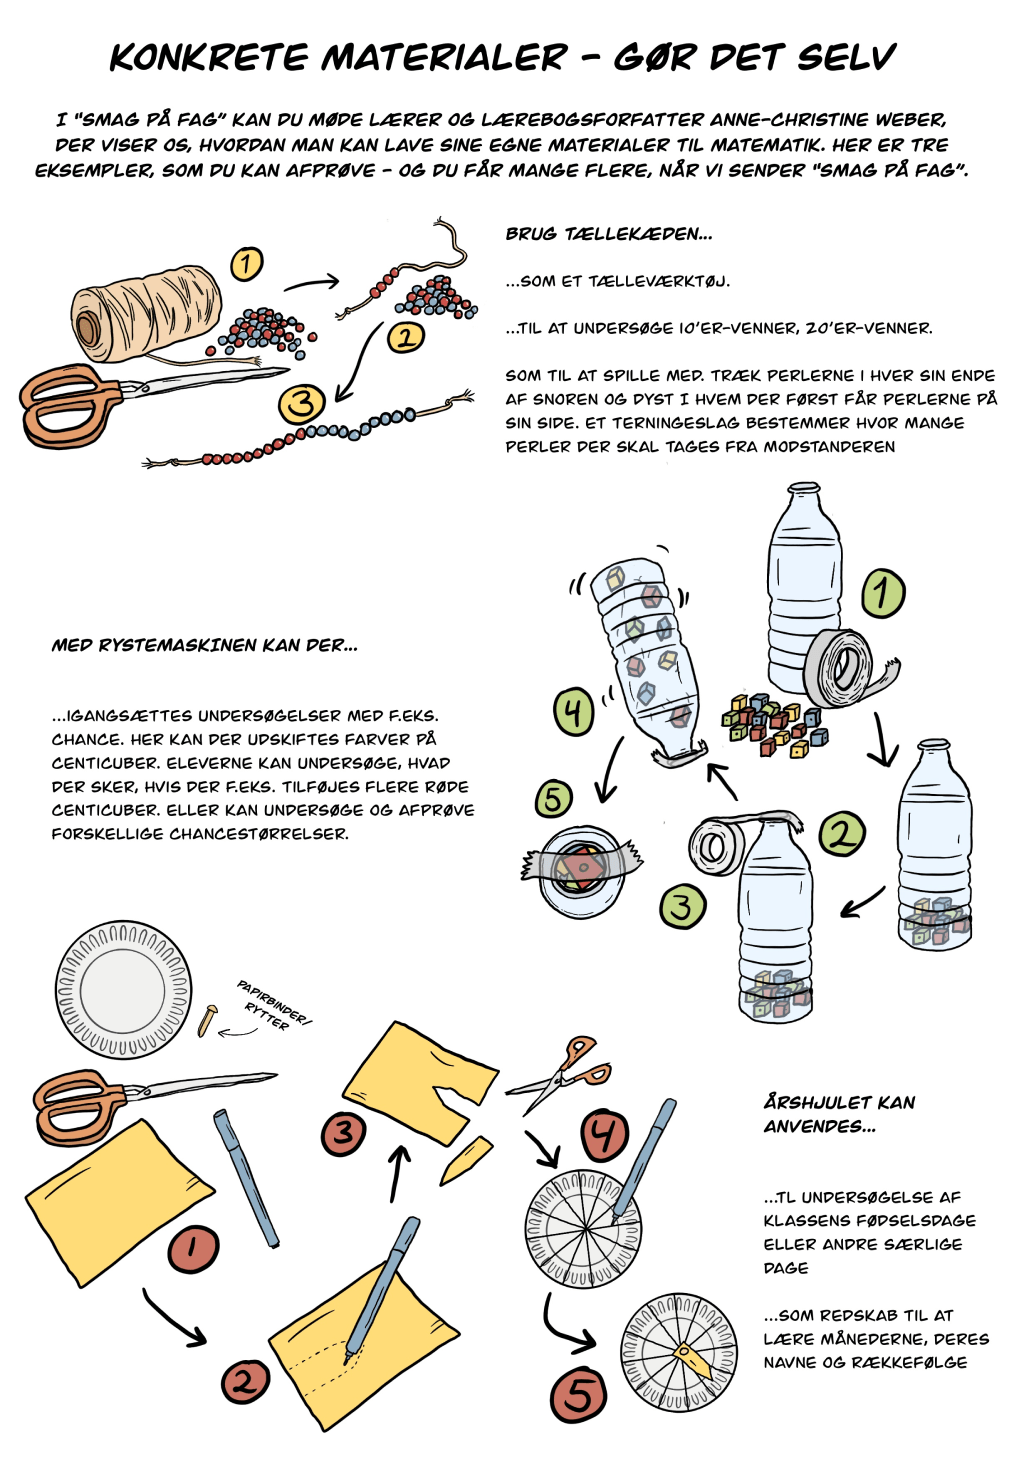 KONKRETE MATERIALER - GØR DET SELV
I "SMAG PÅ FAG" KAN DU MØDE LÆRER OG LÆREBOGSFORFATTER ANNE-CHRISTINE WEBER,
DER VISER OS, HVORDAN MAN KAN LAVE SINE EGNE MATERIALER TIL MATEMATIK. HER ER TRE
EKSEMPLER, SOM DU KAN AFPRØVE - OG DU FÅR MANGE FLERE, NÅR VI SENDER "SMAG PÅ FAG".
1
2
3
BRUG TÆLLEKÆDEN...
...SOM ET TÆLLEVÆRKTØJ.
...TIL AT UNDERSØGE 10'ER-VENNER, 20'ER-VENNER.
SOM TIL AT SPILLE MED. TRÆK PERLERNE I HVER SIN ENDE
AF SNOREN OG DYST I HVEM DER FØRST FÅR PERLERNE PÅ
SIN SIDE. ET TERNINGESLAG BESTEMMER HVOR MANGE
PERLER DER SKAL TAGES FRA MODSTANDEREN
MED RYSTEMASKINEN KAN DER...
...IGANGSÆTTES UNDERSØGELSER MED F.EKS.
CHANCE. HER KAN DER UDSKIFTES FARVER PÅ
CENTICUBER. ELEVERNE KAN UNDERSØGE, HVAD
DER SKER, HVIS DER F.EKS. TILFØJES FLERE RØDE
CENTICUBER. ELLER KAN UNDERSØGE OG AFPRØVE
FORSKELLIGE CHANCESTØRRELSER.
1
2
3
4
5
PAPIRBINDER/
RYTTER
1
2
3
4
5
ÅRSHJULET KAN
ANVENDES...
...TL UNDERSØGELSE AF
KLASSENS FØDSELSDAGE
ELLER ANDRE SÆRLIGE
DAGE
...SOM REDSKAB TIL AT
LÆRE MÅNEDERNE, DERES
NAVNE OG RÆKKEFØLGE